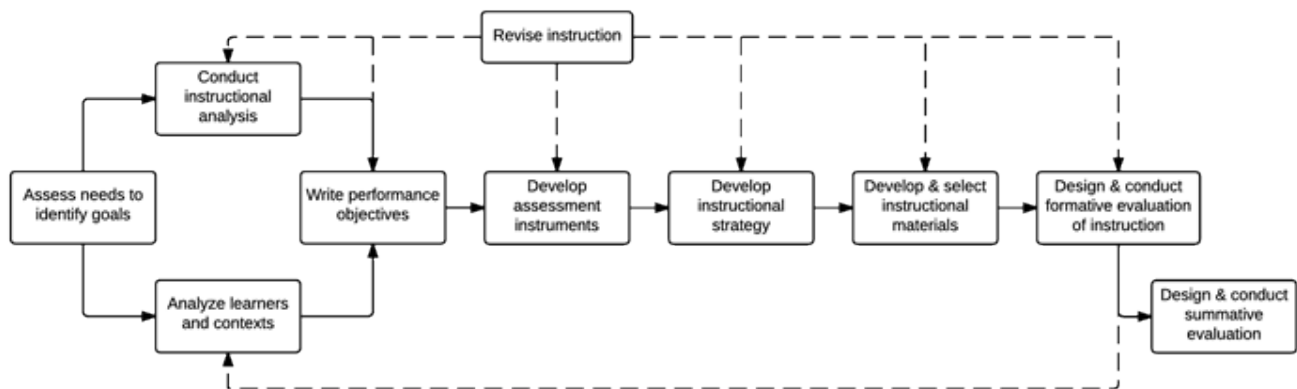 Revise instruction
Conduct
instructional
analysis
Assess needs to
identify goals
Write performance
objectives
Develop
assessment
instruments
Develop
instructional
strategy
Develop & select
instructional
materials
Design & conduct
formative evaluation
of instruction
Analyze learners
and contexts
Design & conduct
summative
evaluation